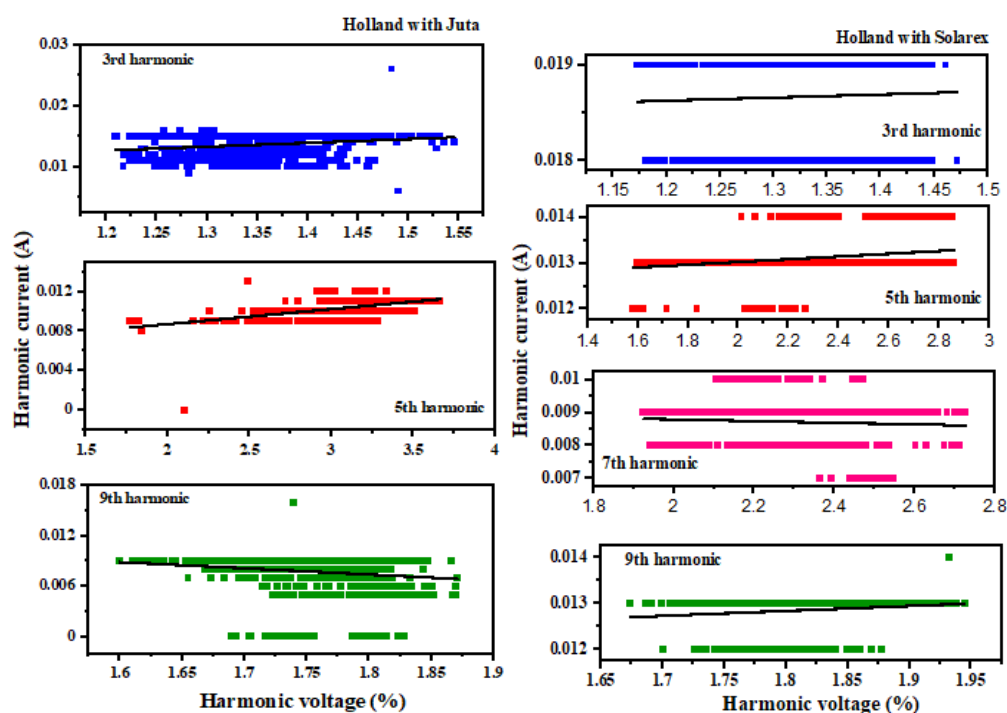 Holland with Juta
0.03
0.02
0.01
0
3rd harmonic
1.2 1.25 1.3 1.35 1.4 1.45 1.5 1.55
0.012
0.008
0.004
0
5th harmonic
1.5 2 2.5 3 3.5 4
0.018
0.012
0.006
0
9th harmonic
1.6 1.65 1.7 1.75 1.8 1.85 1.9
Harmonic current (A)
Harmonic voltage (%)
Holland with Solarex
0.019
0.018
3rd harmonic
1.15 1.2 1.25 1.3 1.35 1.4 1.45 1.5
0.014
0.013
0.012
5th harmonic
1.4 1.6 1.8 2 2.2 2.4 2.6 2.8 3
0.01
0.009
0.008
0.007
7th harmonic
1.8 2 2.2 2.4 2.6 2.8
0.014
0.013
0.012
9th harmonic
1.65 1.7 1.75 1.8 1.85 1.9 1.95
Harmonic current (A)
Harmonic voltage (%)